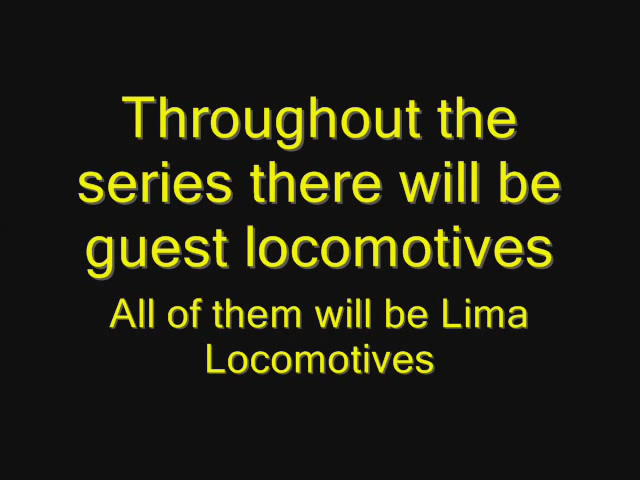 Throughout the
series there will be
guest locomotives
All of them will be Lima
Locomotives